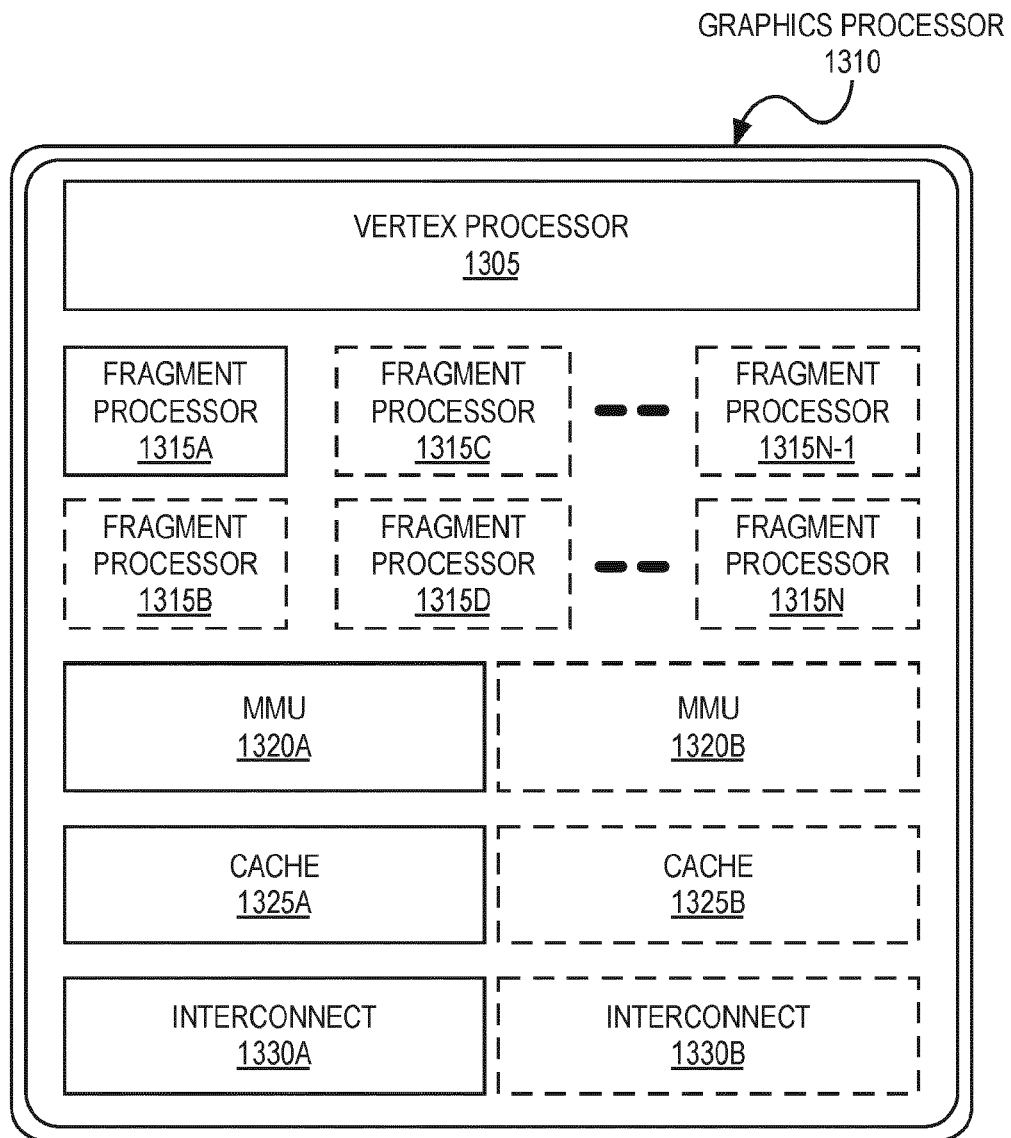 GRAPHICS PROCESSOR
1310
VERTEX PROCESSOR
1305
FRAGMENT
PROCESSOR
1315A
FRAGMENT
PROCESSOR
1315C
FRAGMENT
PROCESSOR
1315N-1
FRAGMENT
PROCESSOR
1315B
FRAGMENT
PROCESSOR
1315D
FRAGMENT
PROCESSOR
1315N
MMU
1320A
MMU
1320B
CACHE
1325A
CACHE
1325B
INTERCONNECT
1330A
INTERCONNECT
1330B